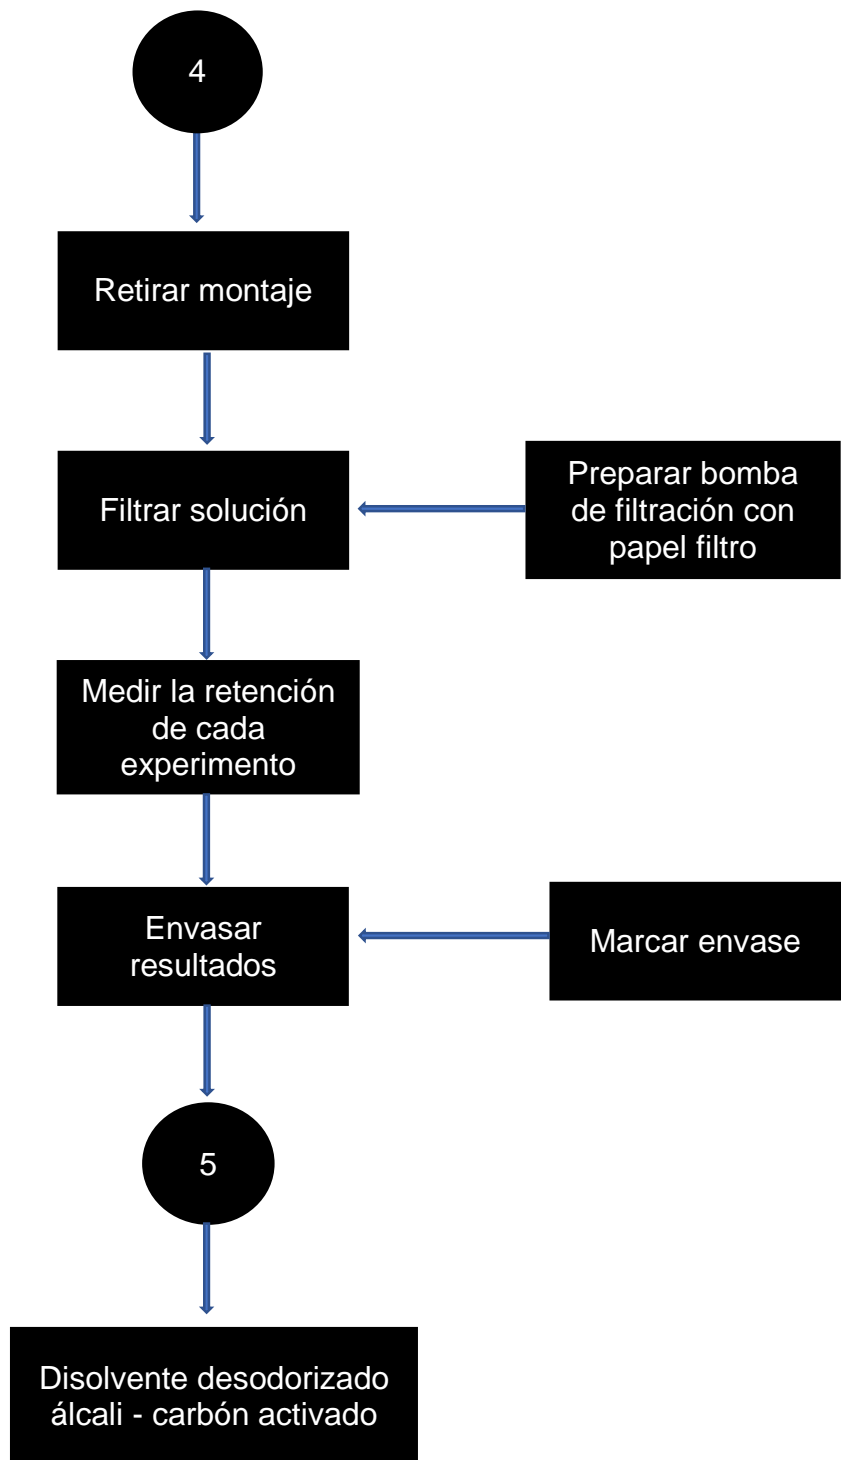 4
Retirar montaje
Filtrar solución
Preparar bomba
de filtración con
papel filtro
Medir la retención
de cada
experimento
Envasar
resultados
Marcar envase
5
Disolvente desodorizado
álcali - carbón activado